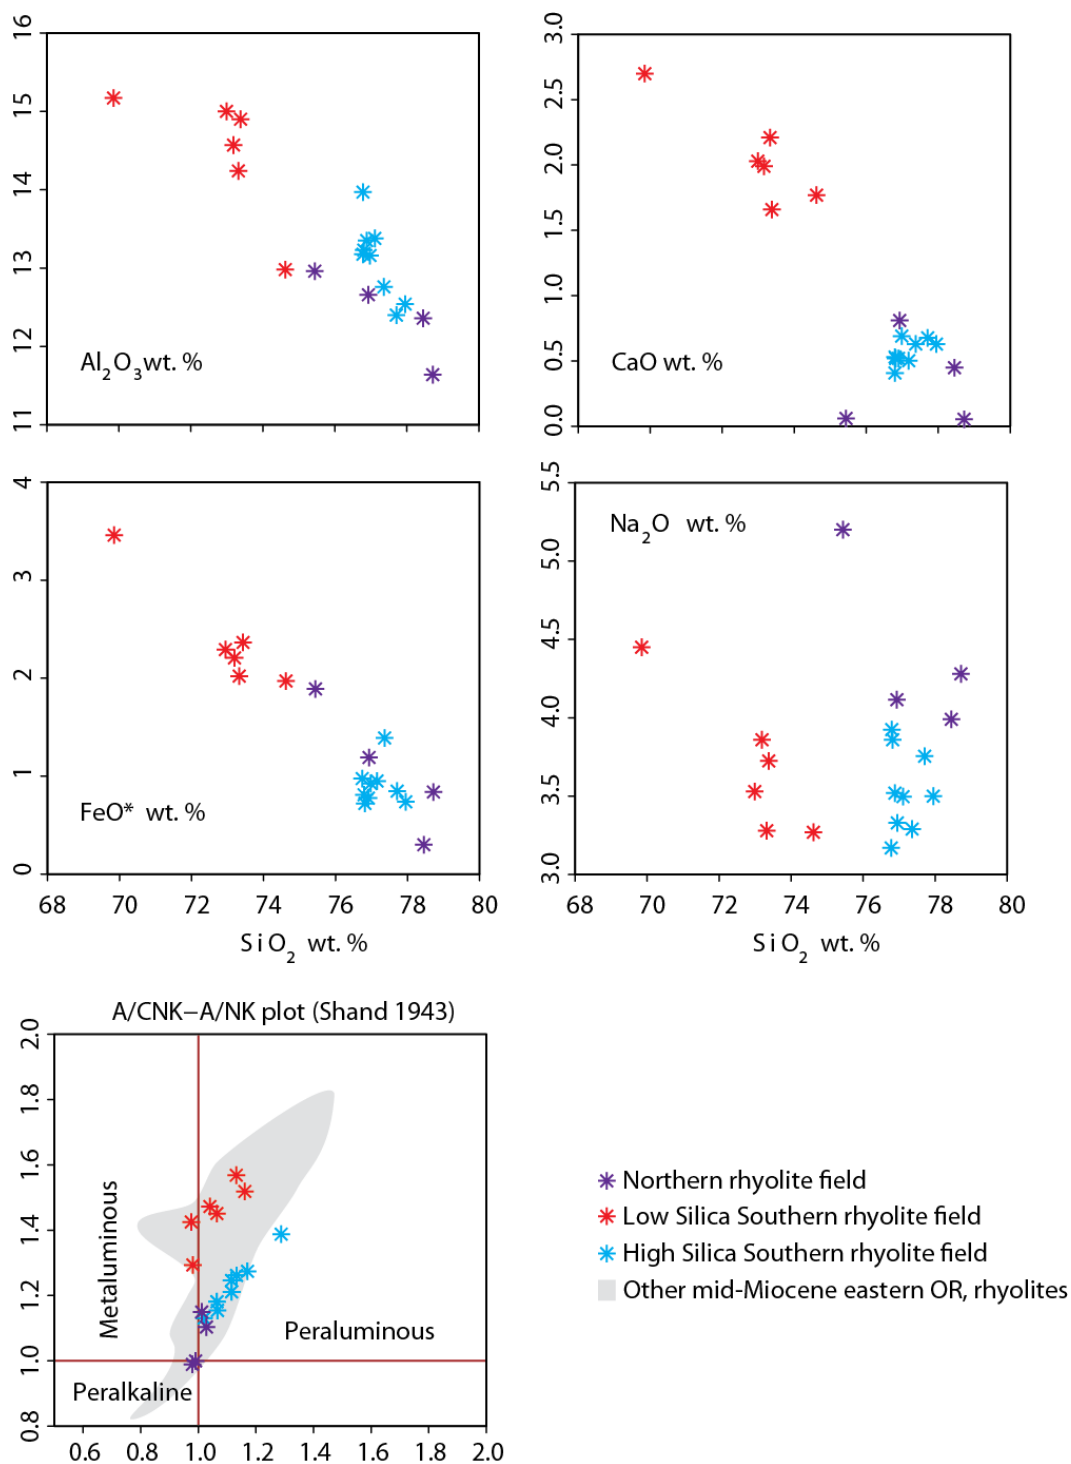 16
15
14
13
12
11
Al2O3 wt. %
3.0
2.5
2.0
1.5
1.0
0.5
0.0
CaO wt. %
4
3
2
1
0
FeO* wt. %
68 70 72 74 76 78 80
SiO2 wt. %
5.5
5.0
4.5
4.0
3.5
3.0
Na2O wt. %
68 70 72 74 76 78 80
SiO2 wt. %
A/CNK–A/NK plot (Shand 1943)
2.0
1.8
1.6
1.4
1.2
1.0
0.8
Metaluminous
Peraluminous
Peralkaline
0.6 0.8 1.0 1.2 1.4 1.6 1.8 2.0
Northern rhyolite field
Low Silica Southern rhyolite field
High Silica Southern rhyolite field
Other mid-Miocene eastern OR, rhyolites